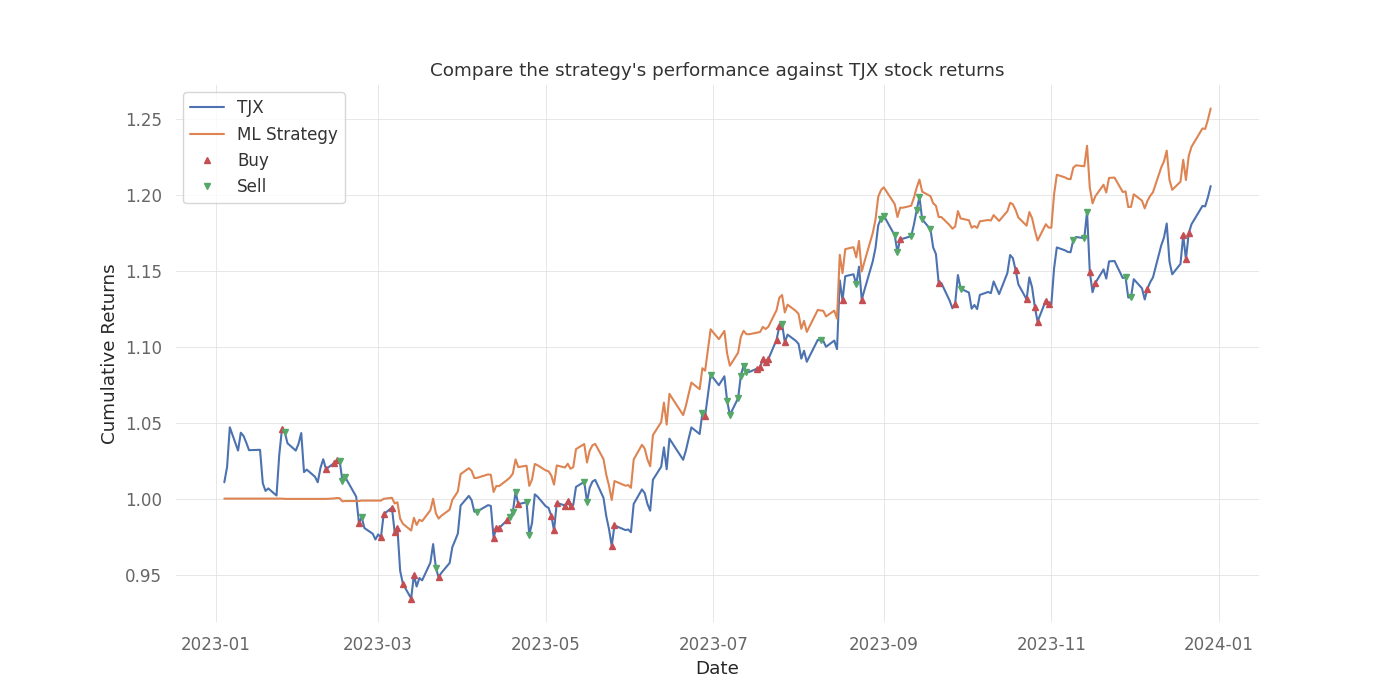 Compare the strategy's performance against TJX stock returns
TJX
ML Strategy
Buy
Sell
1.25
1.20
1.15
1.10
1.05
1.00
0.95
Cumulative Returns
2023-01 2023-03 2023-05 2023-07 2023-09 2023-11 2024-01
Date